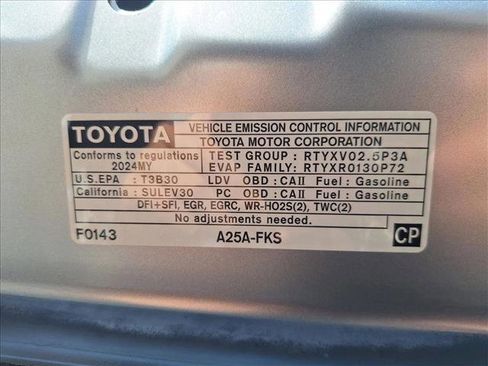 TOYOTA VEHICLE EMISSION CONTROL INFORMATION
TOYOTA MOTOR CORPORATION
Conforms to regulations TEST GROUP : RTYXV02.5P3A
2024MY EVAP FAMILY: RTYXR0130P72
U.S.EPA : T3B30 LDV OBD:CAII Fuel : Gasoline
California : SULEV30 PC OBD:CAII Fuel : Gasoline
DFI+SFI, EGR, EGRC, WR-HO2S(2), TWC(2)
No adjustments needed.
F0143 A25A-FKS CP